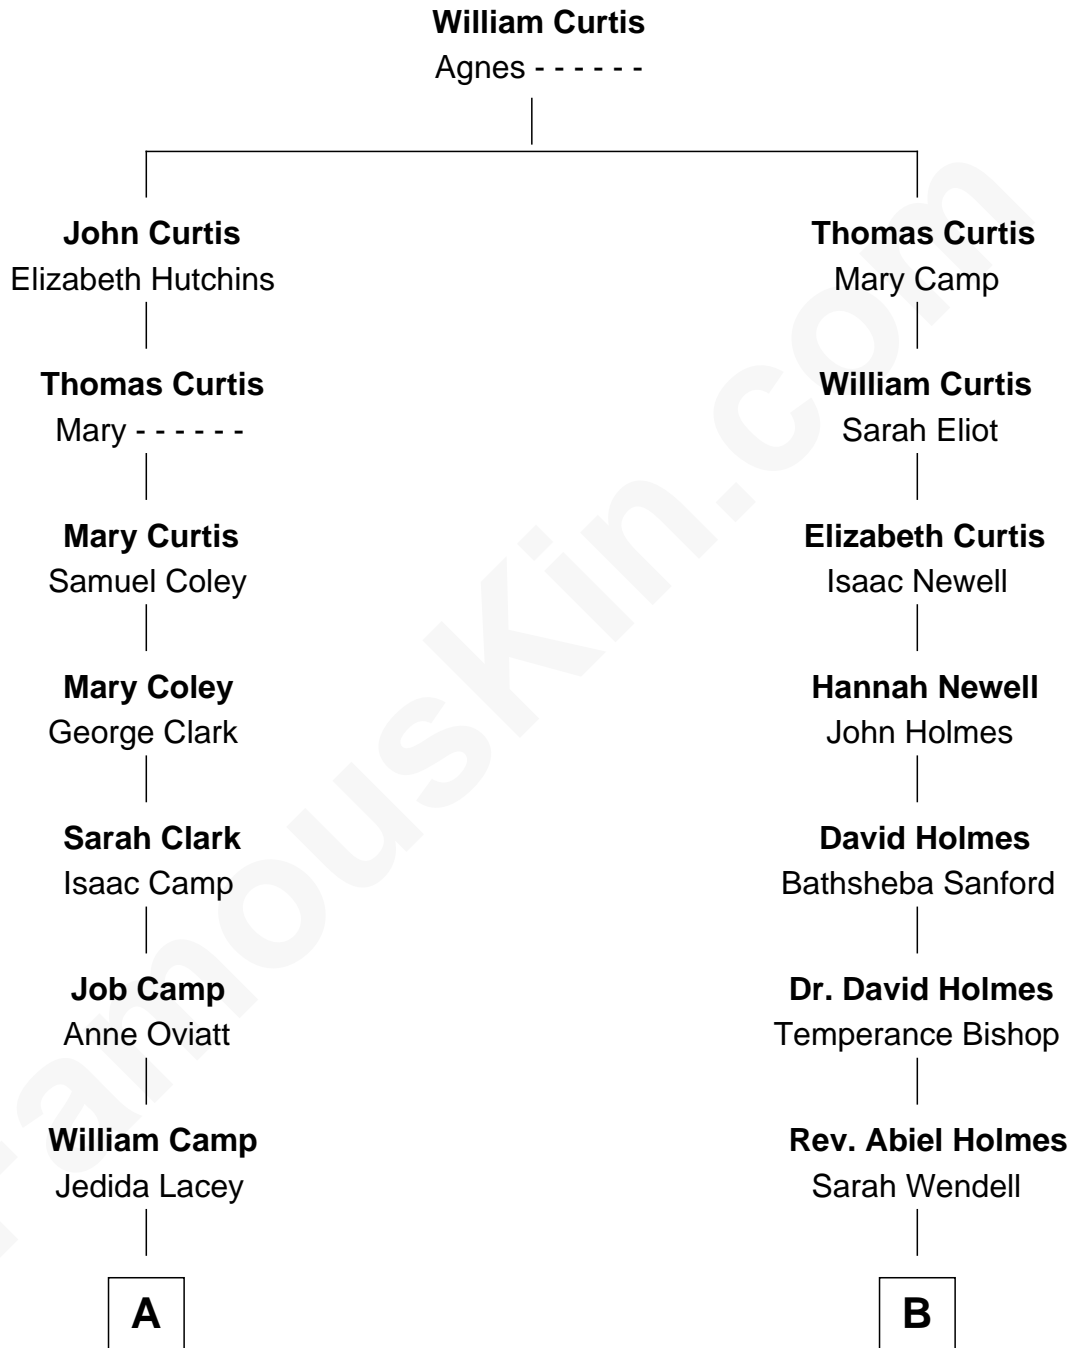 William Curtis
Agnes - - - - - -
John Curtis
Elizabeth Hutchins
Thomas Curtis
Mary Camp
Thomas Curtis
Mary - - - - - -
William Curtis
Sarah Eliot
Mary Curtis
Samuel Coley
Elizabeth Curtis
Isaac Newell
Mary Coley
George Clark
Hannah Newell
John Holmes
Sarah Clark
Isaac Camp
David Holmes
Bathsheba Sanford
Job Camp
Anne Oviatt
Dr. David Holmes
Temperance Bishop
William Camp
Jedida Lacey
Rev. Abiel Holmes
Sarah Wendell
A
B
FamousKin.com